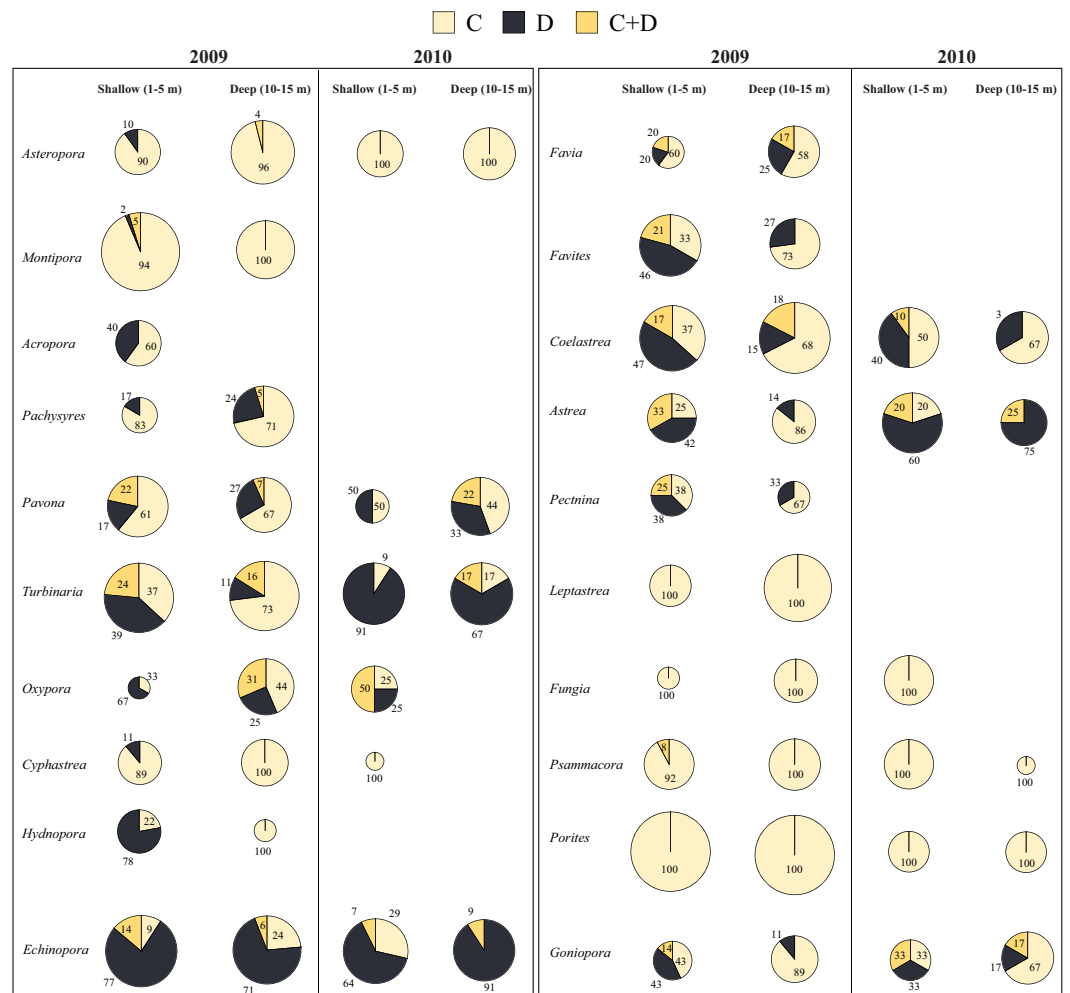 C D C+D
2009 2010 2009 2010
Shallow (1-5 m) Deep (10-15 m) Shallow (1-5 m) Deep (10-15 m) Shallow (1-5 m) Deep (10-15 m) Shallow (1-5 m) Deep (10-15 m)
Asteropora 10 90 4 96 100 100
Montipora 2 5 94 100
Acropora 40 60
Pachysyres 17 83 24 5 71
Pavona 22 61 17 27 7 67 50 50 22 44 33
Turbinaria 24 37 39 11 16 73 9 91 17 17 67
Oxypora 33 67 31 44 25 50 25 25
Cyphastrea 11 89 100 100
Hydnopora 22 78 100
Echinopora 14 9 77 6 24 71 7 29 64 9 91
Favia 20 60 20 17 58 25
Favites 21 33 46 27 73
Coelastrea 17 37 47 18 15 68 10 50 40 3 67
Astrea 33 25 42 14 86 20 20 60 25 75
Pectnina 25 38 38 33 67
Leptastrea 100 100
Fungia 100 100 100
Psammacora 8 92 100 100 100
Porites 100 100 100 100
Goniopora 14 43 43 11 89 33 33 33 17 67 17